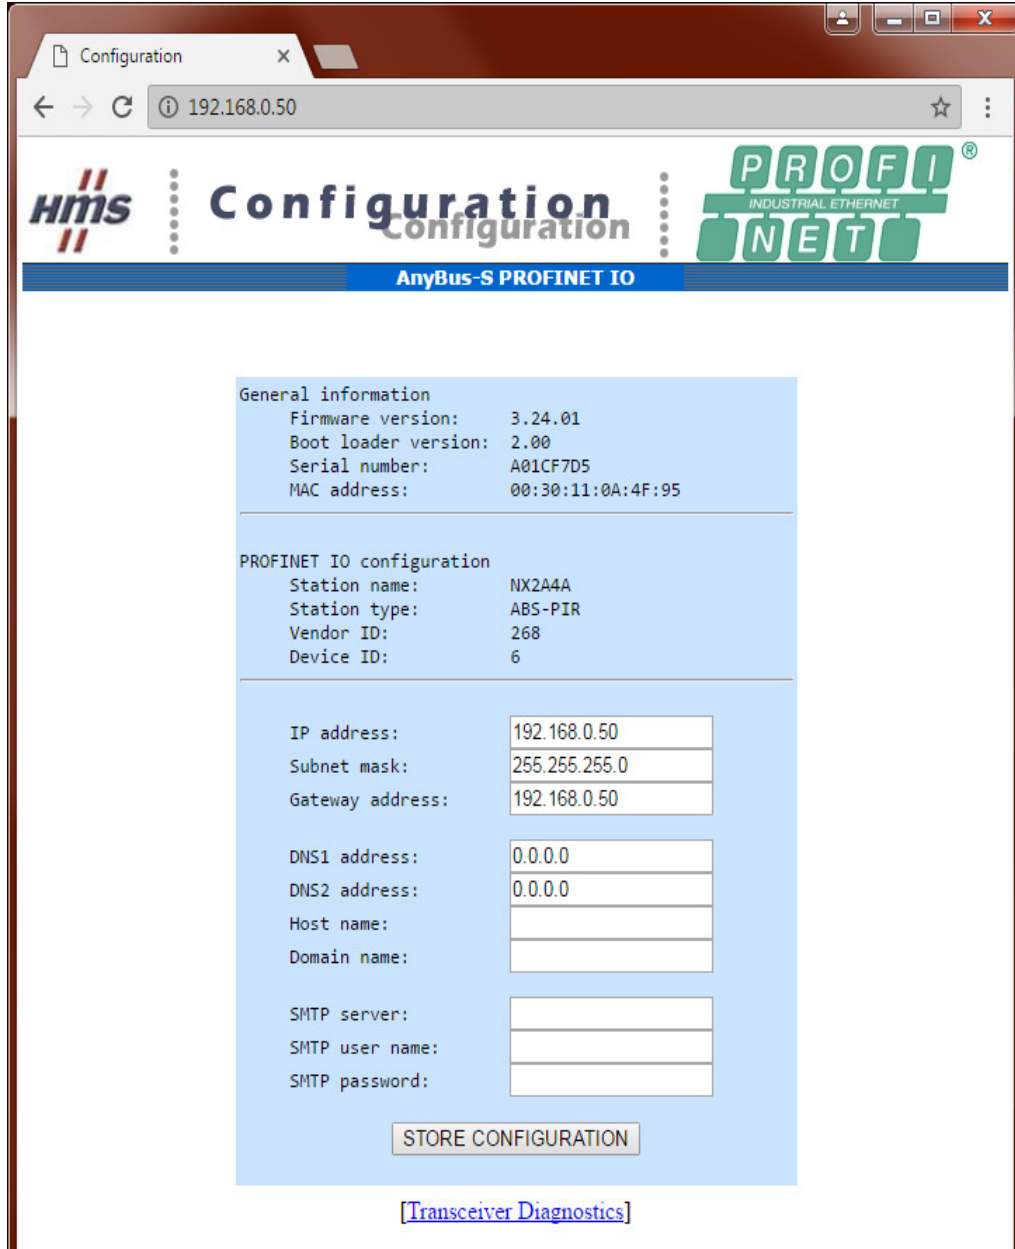 Configuration
192.168.0.50
HMS
Configuration
Configuration
PROFI
®
INDUSTRIAL ETHERNET
NET
AnyBus-S PROFINET IO
General information
Firmware version: 3.24.01
Boot loader version: 2.00
Serial number: A01CF7D5
MAC address: 00:30:11:0A:4F:95
PROFINET IO configuration
Station name: NX2A4A
Station type: ABS-PIR
Vendor ID: 268
Device ID: 6
IP address: 192.168.0.50
Subnet mask: 255.255.255.0
Gateway address: 192.168.0.50
DNS1 address: 0.0.0.0
DNS2 address: 0.0.0.0
Host name:
Domain name:
SMTP server:
SMTP user name:
SMTP password:
STORE CONFIGURATION
[Transceiver Diagnostics]